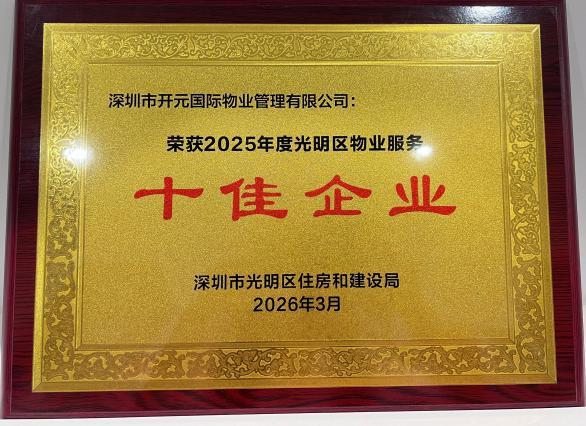 深圳市开元国际物业管理有限公司：
荣获2025年度光明区物业服务
十佳企业
深圳市光明区住房和建设局
2026年3月